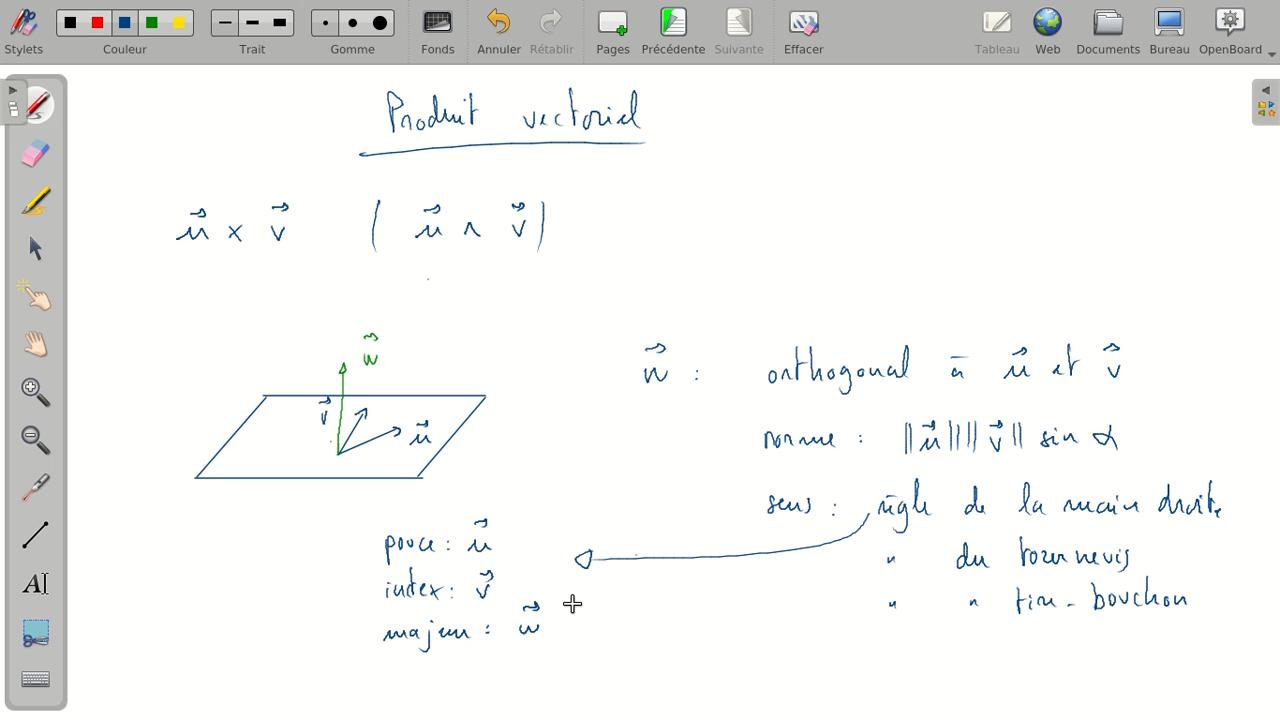 Stylets Couleur Trait Gomme Fonds Annuler Rétablir Pages Précédente Suivante Effacer Tableau Web Documents Bureau OpenBoard
Produit vectoriel
u⃗ × v⃗ ( u⃗ ∧ v⃗ )
w⃗
v⃗
u⃗
w⃗ : orthogonal à u⃗ et v⃗
norme : ||u⃗|| ||v⃗|| sin α
sens : règle de la main droite
" du tournevis
" " tire-bouchon
pouce : u⃗
index : v⃗
majeur : w⃗